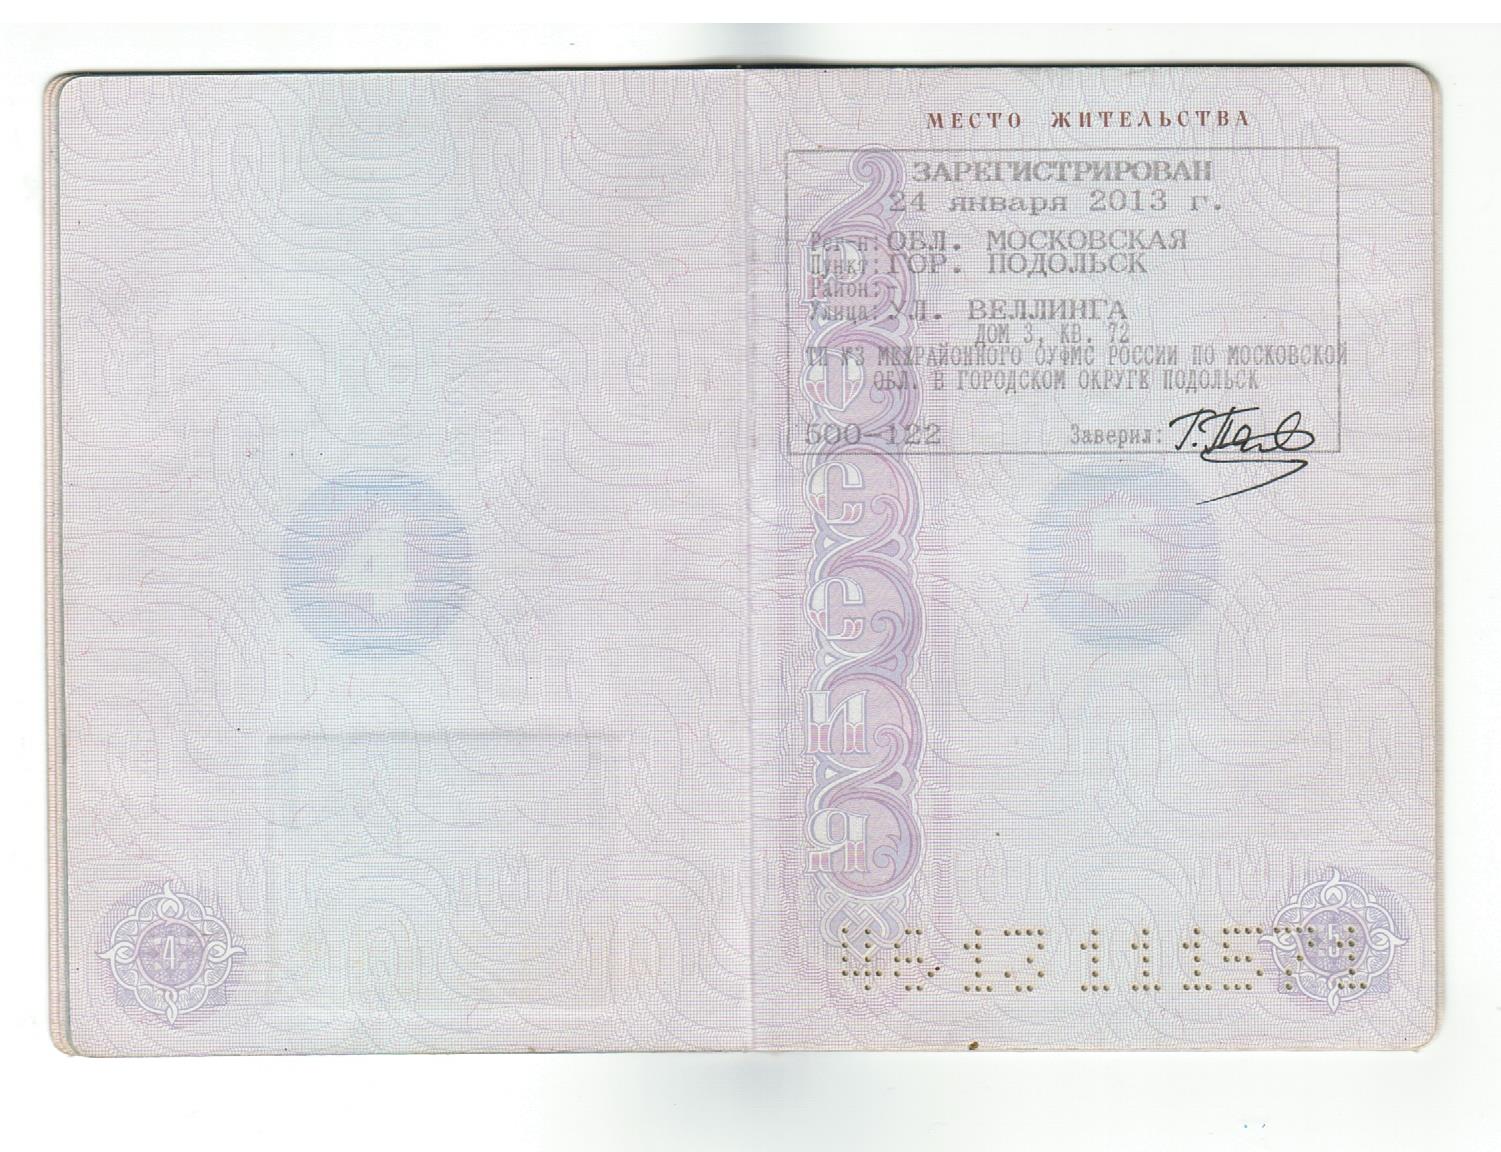 МЕСТО ЖИТЕЛЬСТВА
ЗАРЕГИСТРИРОВАН
24 января 2013 г.
Рег-н: ОБЛ. МОСКОВСКАЯ
Пункт: ГОР. ПОДОЛЬСК
Район: -
Улица: УЛ. ВЕЛЛИНГА
ДОМ 3, КВ. 72
ТП №3 МЕЖРАЙОННОГО ОУФМС РОССИИ ПО МОСКОВСКОЙ
ОБЛ. В ГОРОДСКОМ ОКРУГЕ ПОДОЛЬСК
500-122 Заверил:
РОССИЯ
4
5
4
5